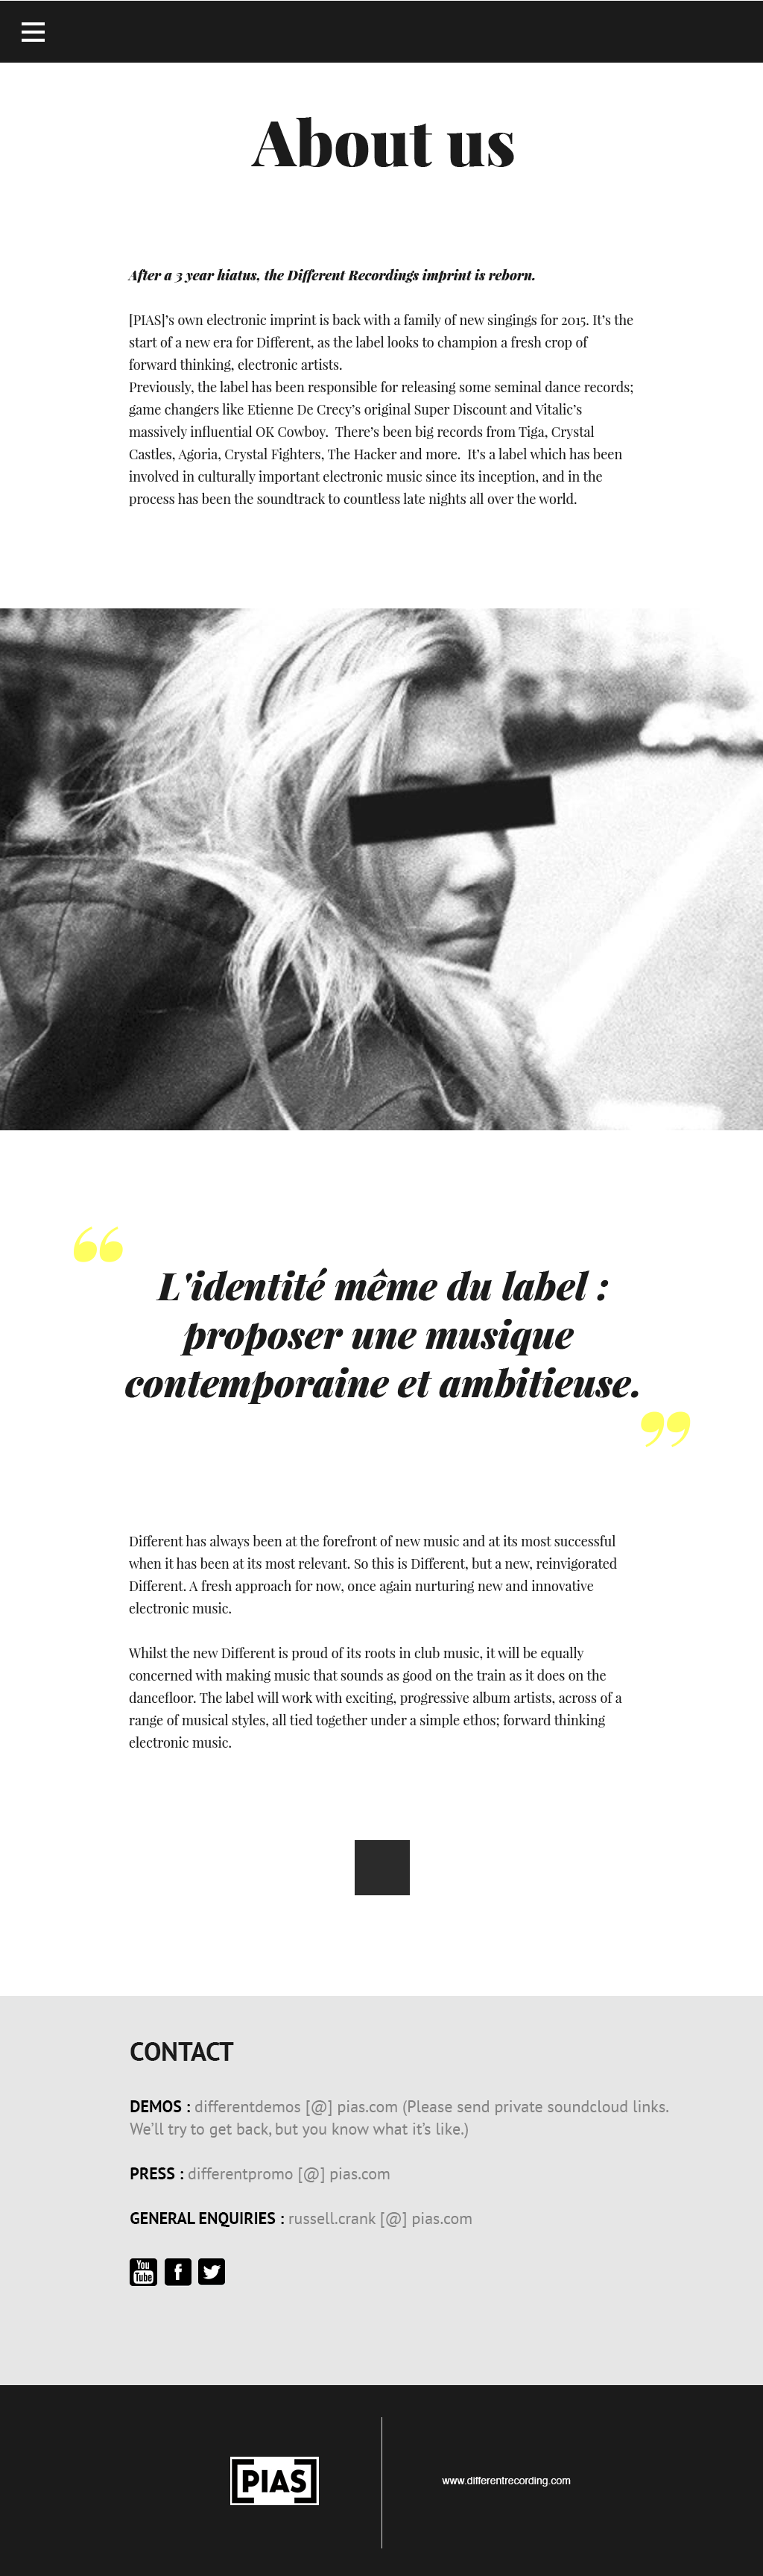 About us
After a 3 year hiatus, the Different Recordings imprint is reborn.
[PIAS]’s own electronic imprint is back with a family of new singings for 2015. It’s the
start of a new era for Different, as the label looks to champion a fresh crop of
forward thinking, electronic artists.
Previously, the label has been responsible for releasing some seminal dance records;
game changers like Etienne De Crecy’s original Super Discount and Vitalic’s
massively influential OK Cowboy.  There’s been big records from Tiga, Crystal
Castles, Agoria, Crystal Fighters, The Hacker and more.  It’s a label which has been
involved in culturally important electronic music since its inception, and in the
process has been the soundtrack to countless late nights all over the world.
“
L'identité même du label :
proposer une musique
contemporaine et ambitieuse.
”
Different has always been at the forefront of new music and at its most successful
when it has been at its most relevant. So this is Different, but a new, reinvigorated
Different. A fresh approach for now, once again nurturing new and innovative
electronic music.
Whilst the new Different is proud of its roots in club music, it will be equally
concerned with making music that sounds as good on the train as it does on the
dancefloor. The label will work with exciting, progressive album artists, across of a
range of musical styles, all tied together under a simple ethos; forward thinking
electronic music.
CONTACT
DEMOS : differentdemos [@] pias.com (Please send private soundcloud links.
We’ll try to get back, but you know what it’s like.)
PRESS : differentpromo [@] pias.com
GENERAL ENQUIRIES : russell.crank [@] pias.com
You
Tube
[PIAS]
www.differentrecording.com